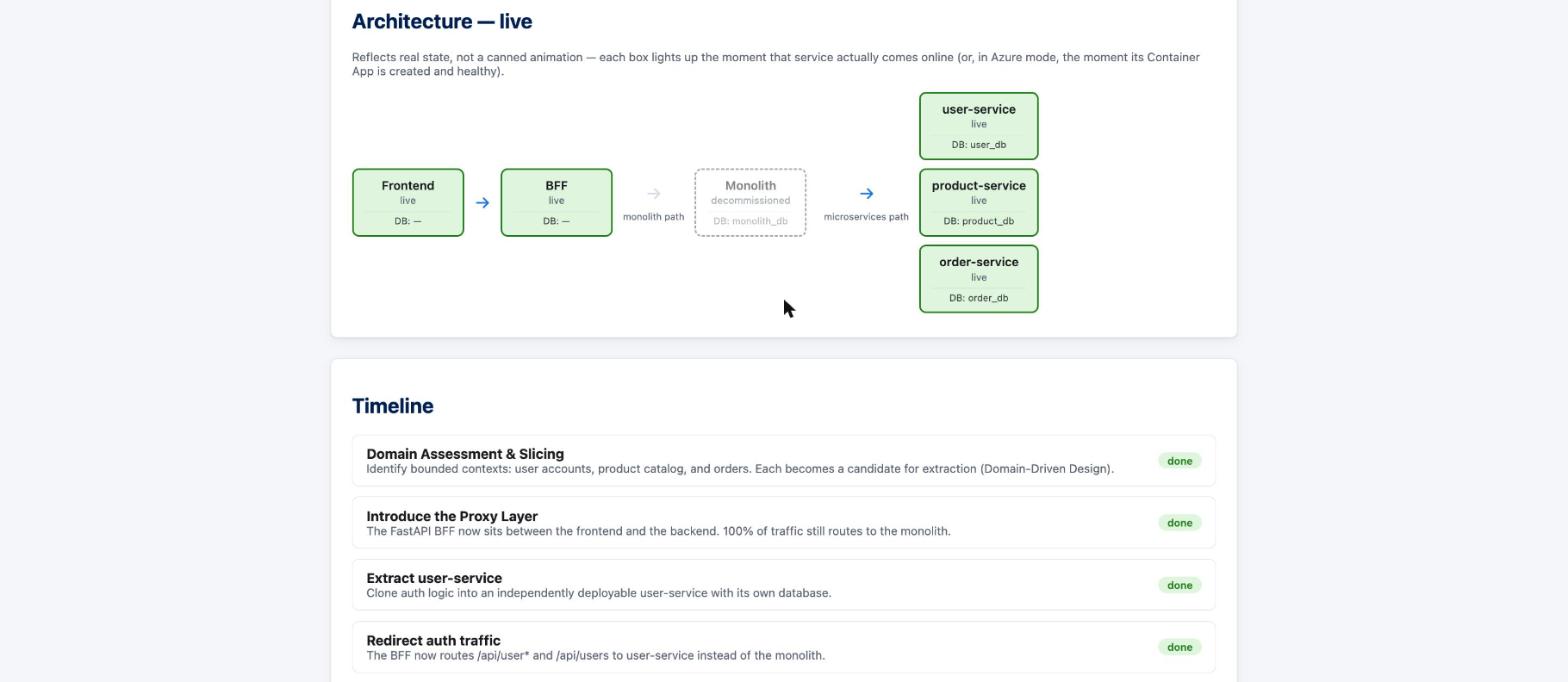 Architecture — live
Reflects real state, not a canned animation — each box lights up the moment that service actually comes online (or, in Azure mode, the moment its Container
App is created and healthy).
Frontend
live
DB: —
BFF
live
DB: —
monolith path
Monolith
decommissioned
DB: monolith_db
microservices path
user-service
live
DB: user_db
product-service
live
DB: product_db
order-service
live
DB: order_db
Timeline
Domain Assessment & Slicing
Identify bounded contexts: user accounts, product catalog, and orders. Each becomes a candidate for extraction (Domain-Driven Design).
done
Introduce the Proxy Layer
The FastAPI BFF now sits between the frontend and the backend. 100% of traffic still routes to the monolith.
done
Extract user-service
Clone auth logic into an independently deployable user-service with its own database.
done
Redirect auth traffic
The BFF now routes /api/user* and /api/users to user-service instead of the monolith.
done